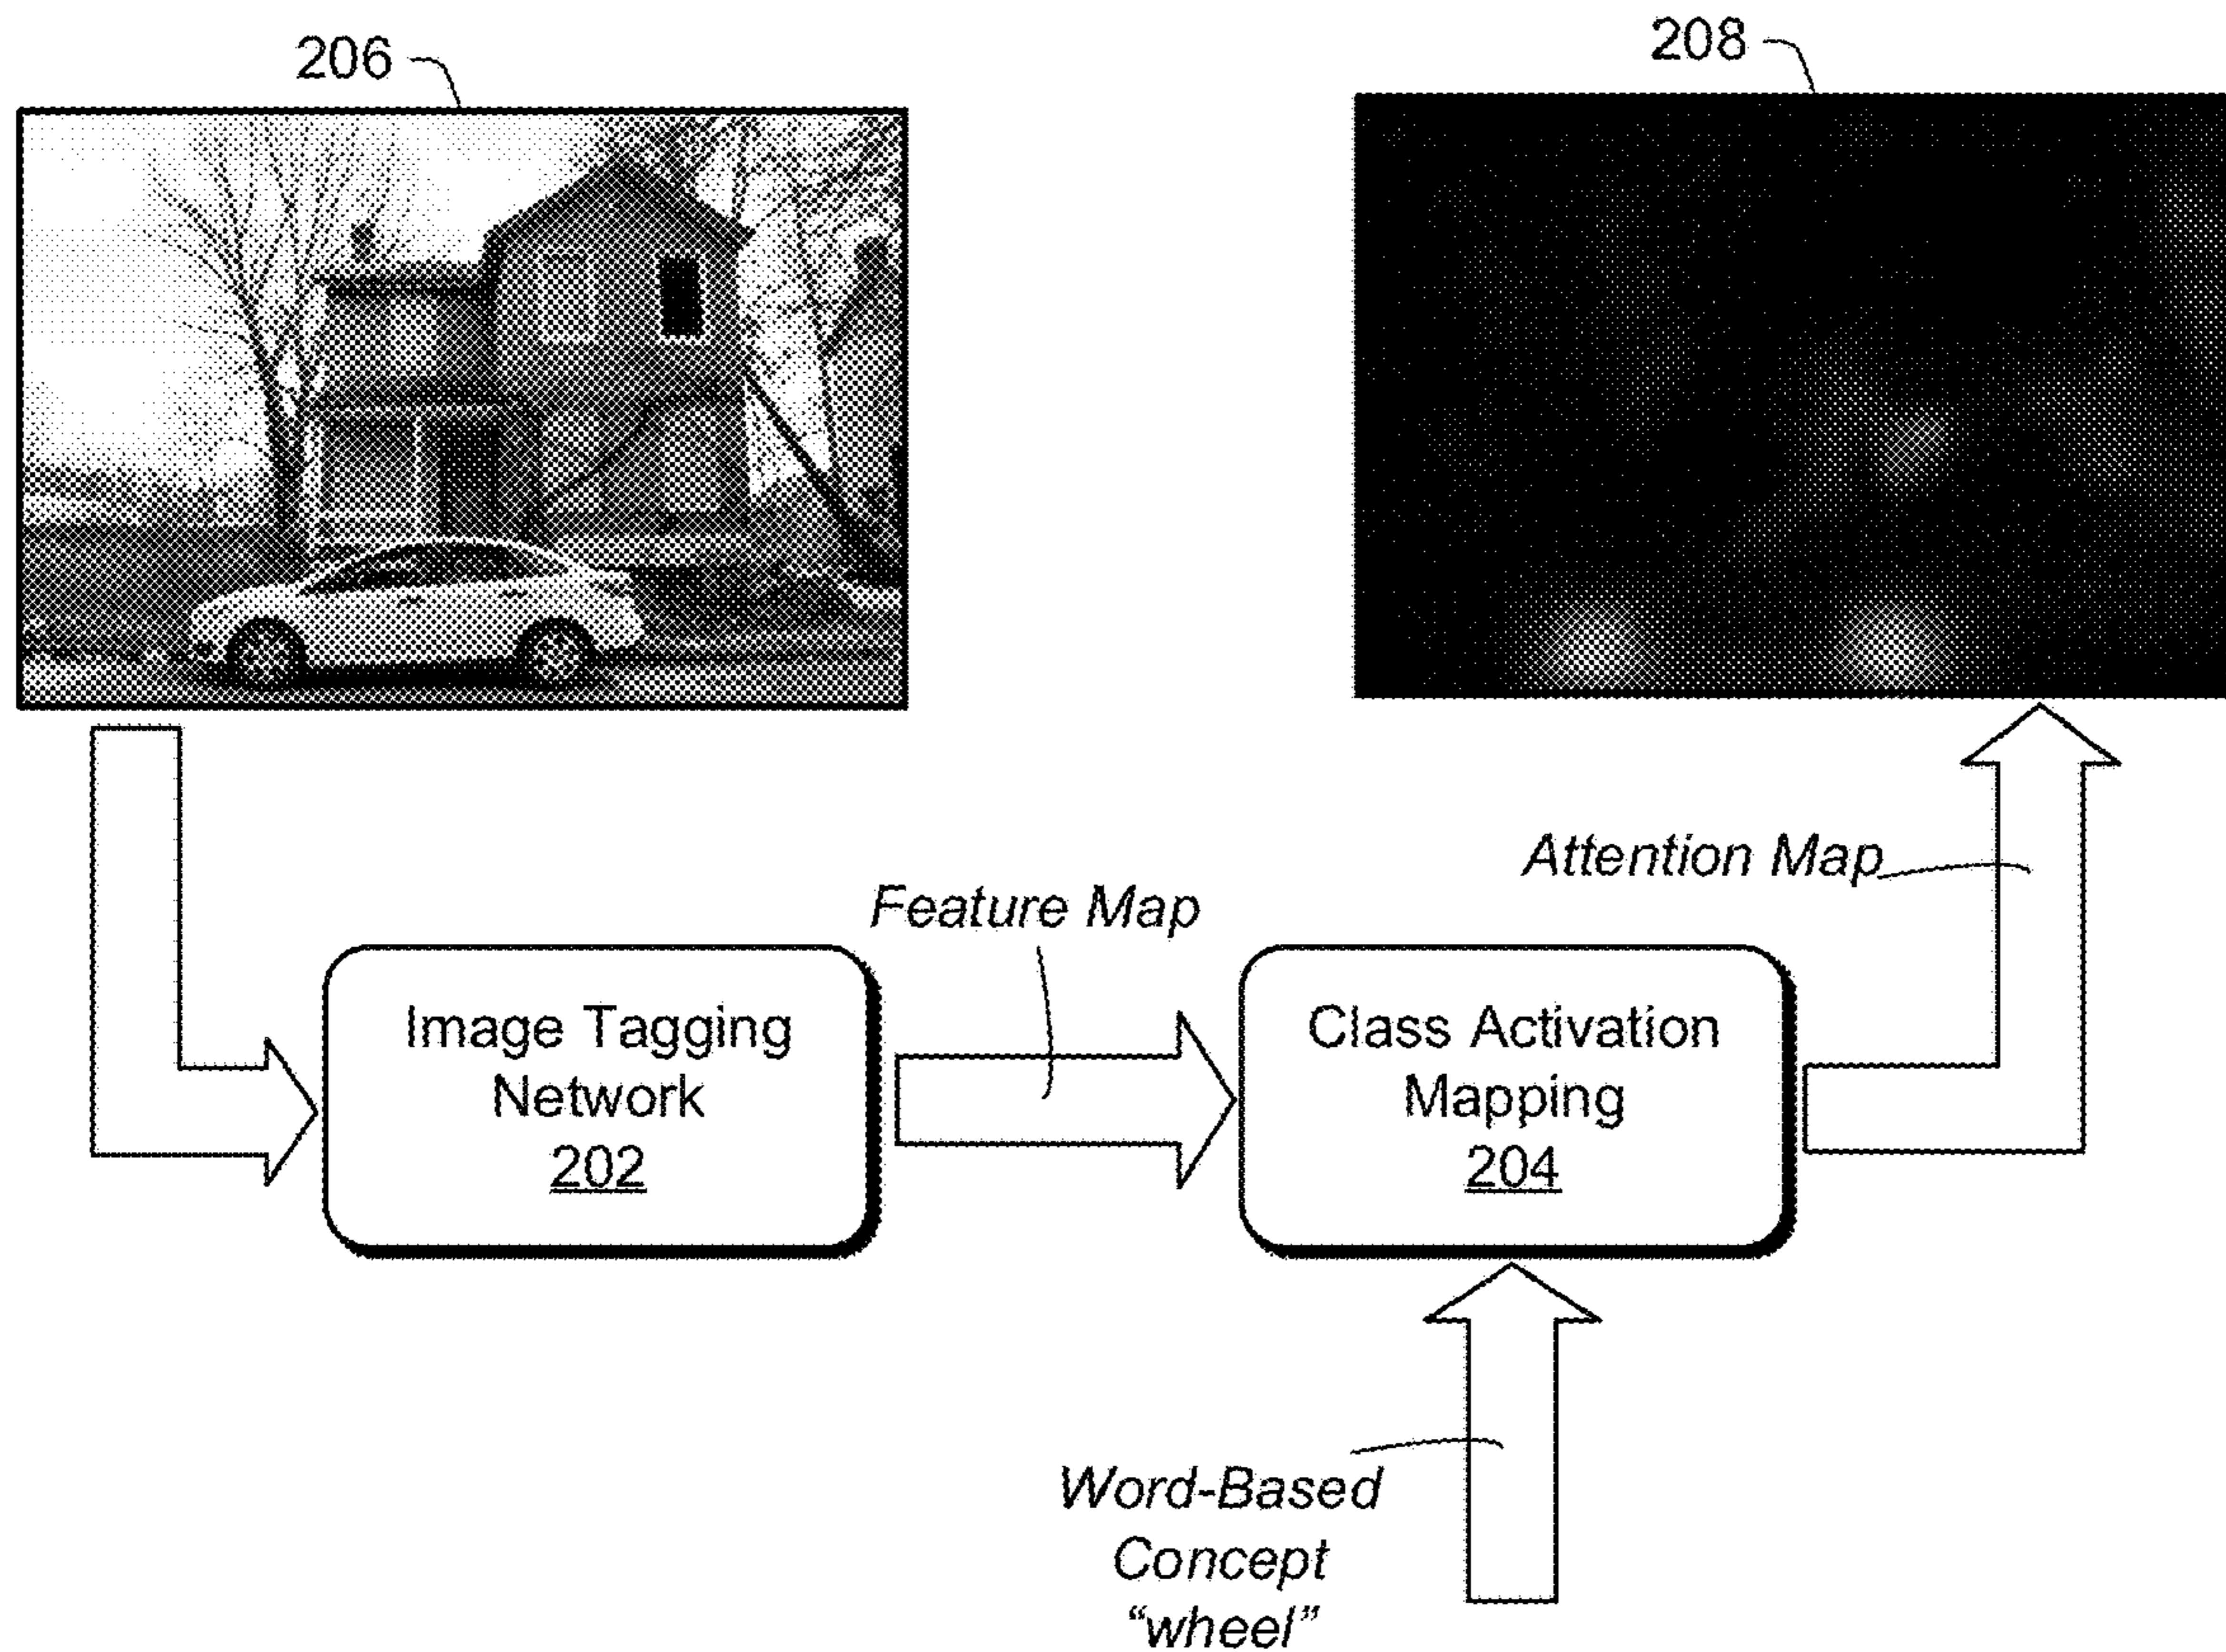 206
208
Attention Map
Feature Map
Image Tagging
Network
202
Class Activation
Mapping
204
Word-Based
Concept
“wheel”